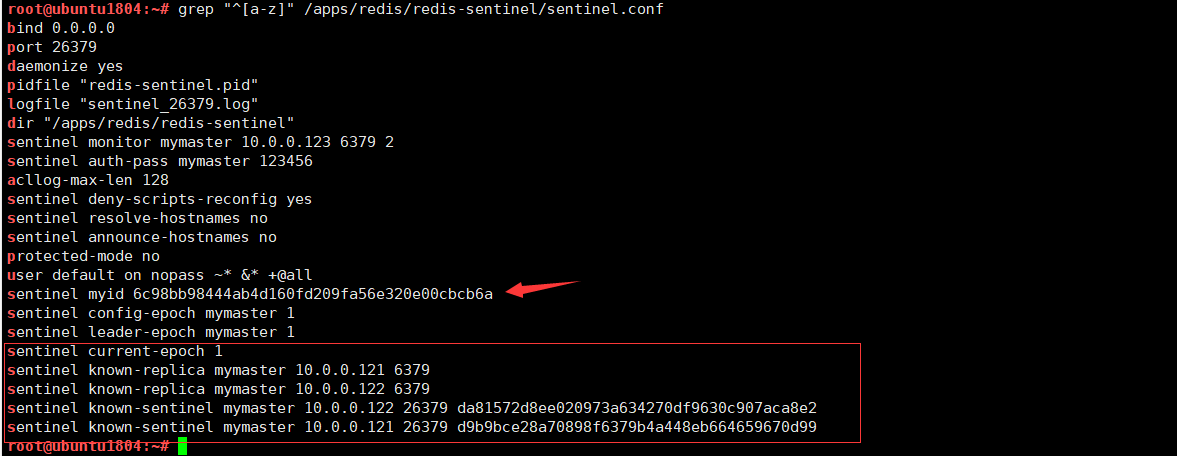 root@ubuntu1804:~# grep "^[a-z]" /apps/redis/redis-sentinel/sentinel.conf
bind 0.0.0.0
port 26379
daemonize yes
pidfile "redis-sentinel.pid"
logfile "sentinel_26379.log"
dir "/apps/redis/redis-sentinel"
sentinel monitor mymaster 10.0.0.123 6379 2
sentinel auth-pass mymaster 123456
acllog-max-len 128
sentinel deny-scripts-reconfig yes
sentinel resolve-hostnames no
sentinel announce-hostnames no
protected-mode no
user default on nopass ~* &* +@all
sentinel myid 6c98bb98444ab4d160fd209fa56e320e00cbcb6a
sentinel config-epoch mymaster 1
sentinel leader-epoch mymaster 1
sentinel current-epoch 1
sentinel known-replica mymaster 10.0.0.121 6379
sentinel known-replica mymaster 10.0.0.122 6379
sentinel known-sentinel mymaster 10.0.0.122 26379 da81572d8ee020973a634270df9630c907aca8e2
sentinel known-sentinel mymaster 10.0.0.121 26379 d9b9bce28a70898f6379b4a448eb664659670d99
root@ubuntu1804:~#